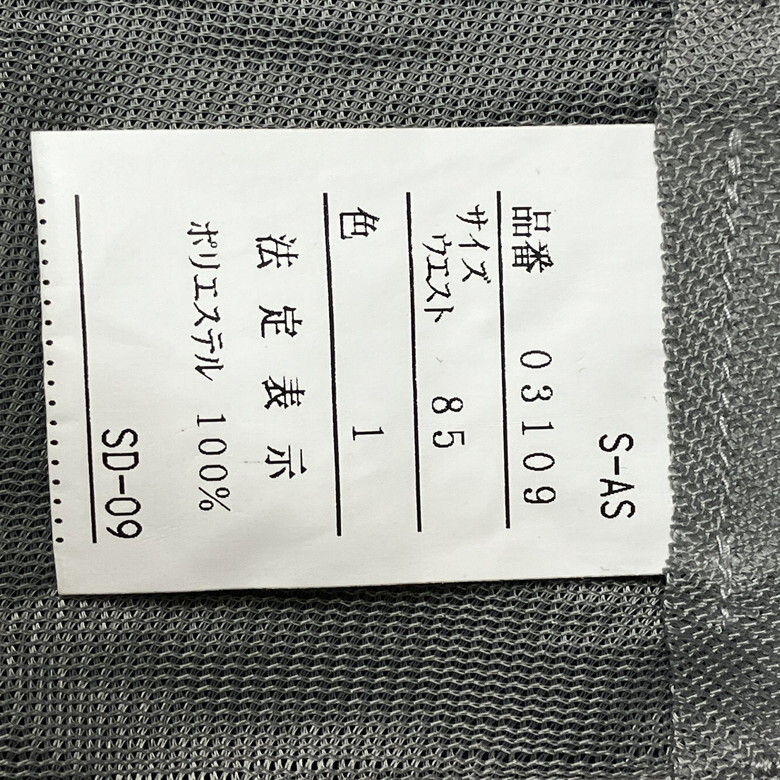 S-AS
品番 03109
サイズ
ウエスト 85
色 1
法定表示
ポリエステル 100%
SD-09